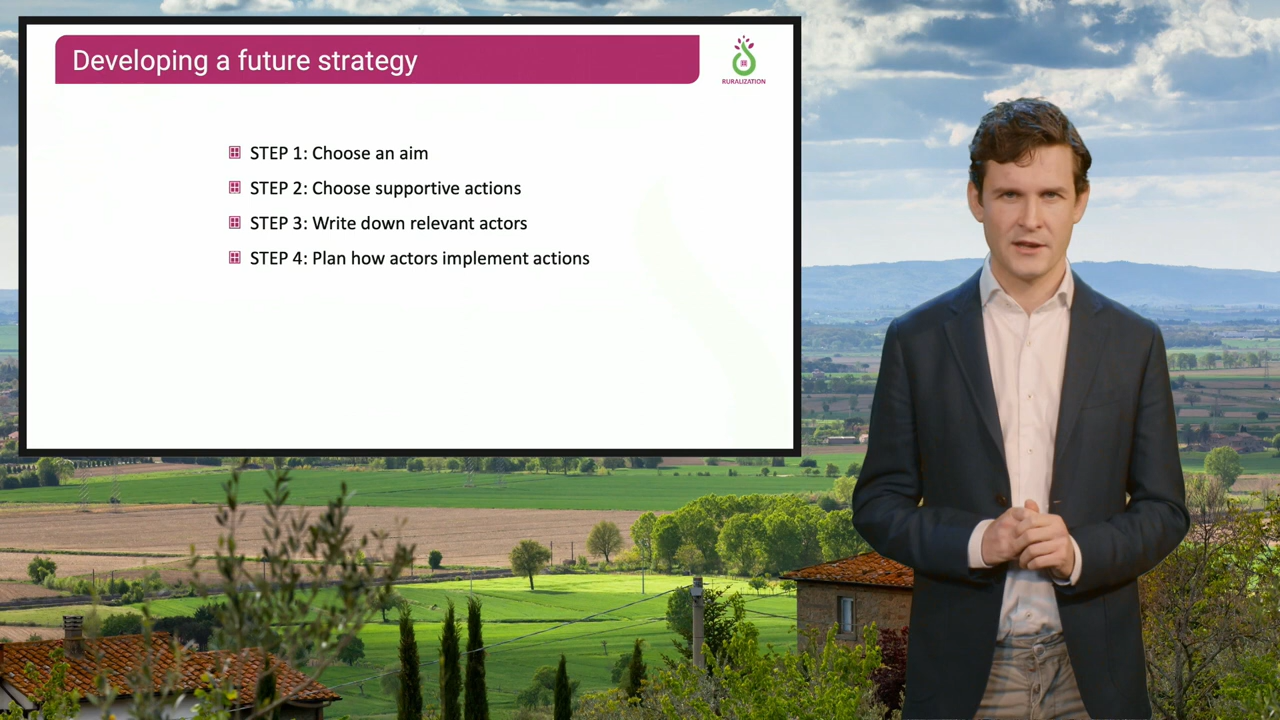 Developing a future strategy
RURALIZATION
STEP 1: Choose an aim
STEP 2: Choose supportive actions
STEP 3: Write down relevant actors
STEP 4: Plan how actors implement actions